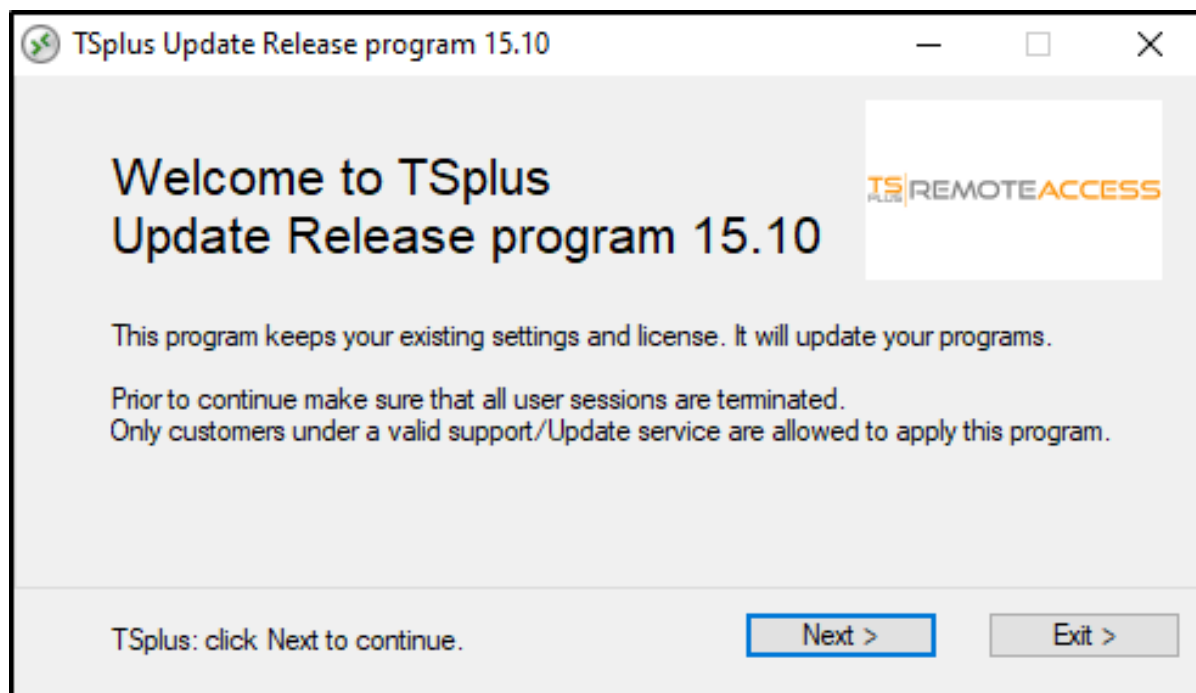 TSplus Update Release program 15.10
Welcome to TSplus
Update Release program 15.10
TS PLUS REMOTEACCESS
This program keeps your existing settings and license. It will update your programs.
Prior to continue make sure that all user sessions are terminated.
Only customers under a valid support/Update service are allowed to apply this program.
TSplus: click Next to continue.
Next >
Exit >